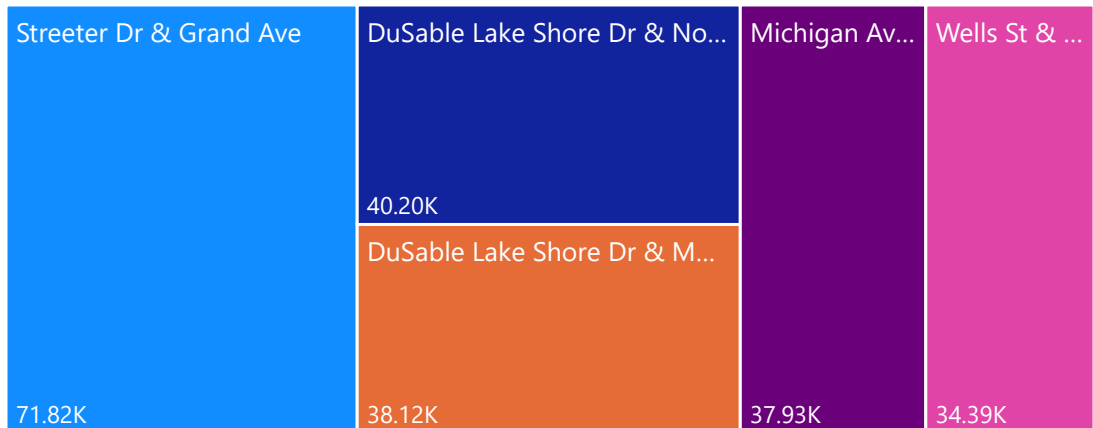 Streeter Dr & Grand Ave
71.82K
DuSable Lake Shore Dr & No...
40.20K
DuSable Lake Shore Dr & M...
38.12K
Michigan Av...
37.93K
Wells St & ...
34.39K